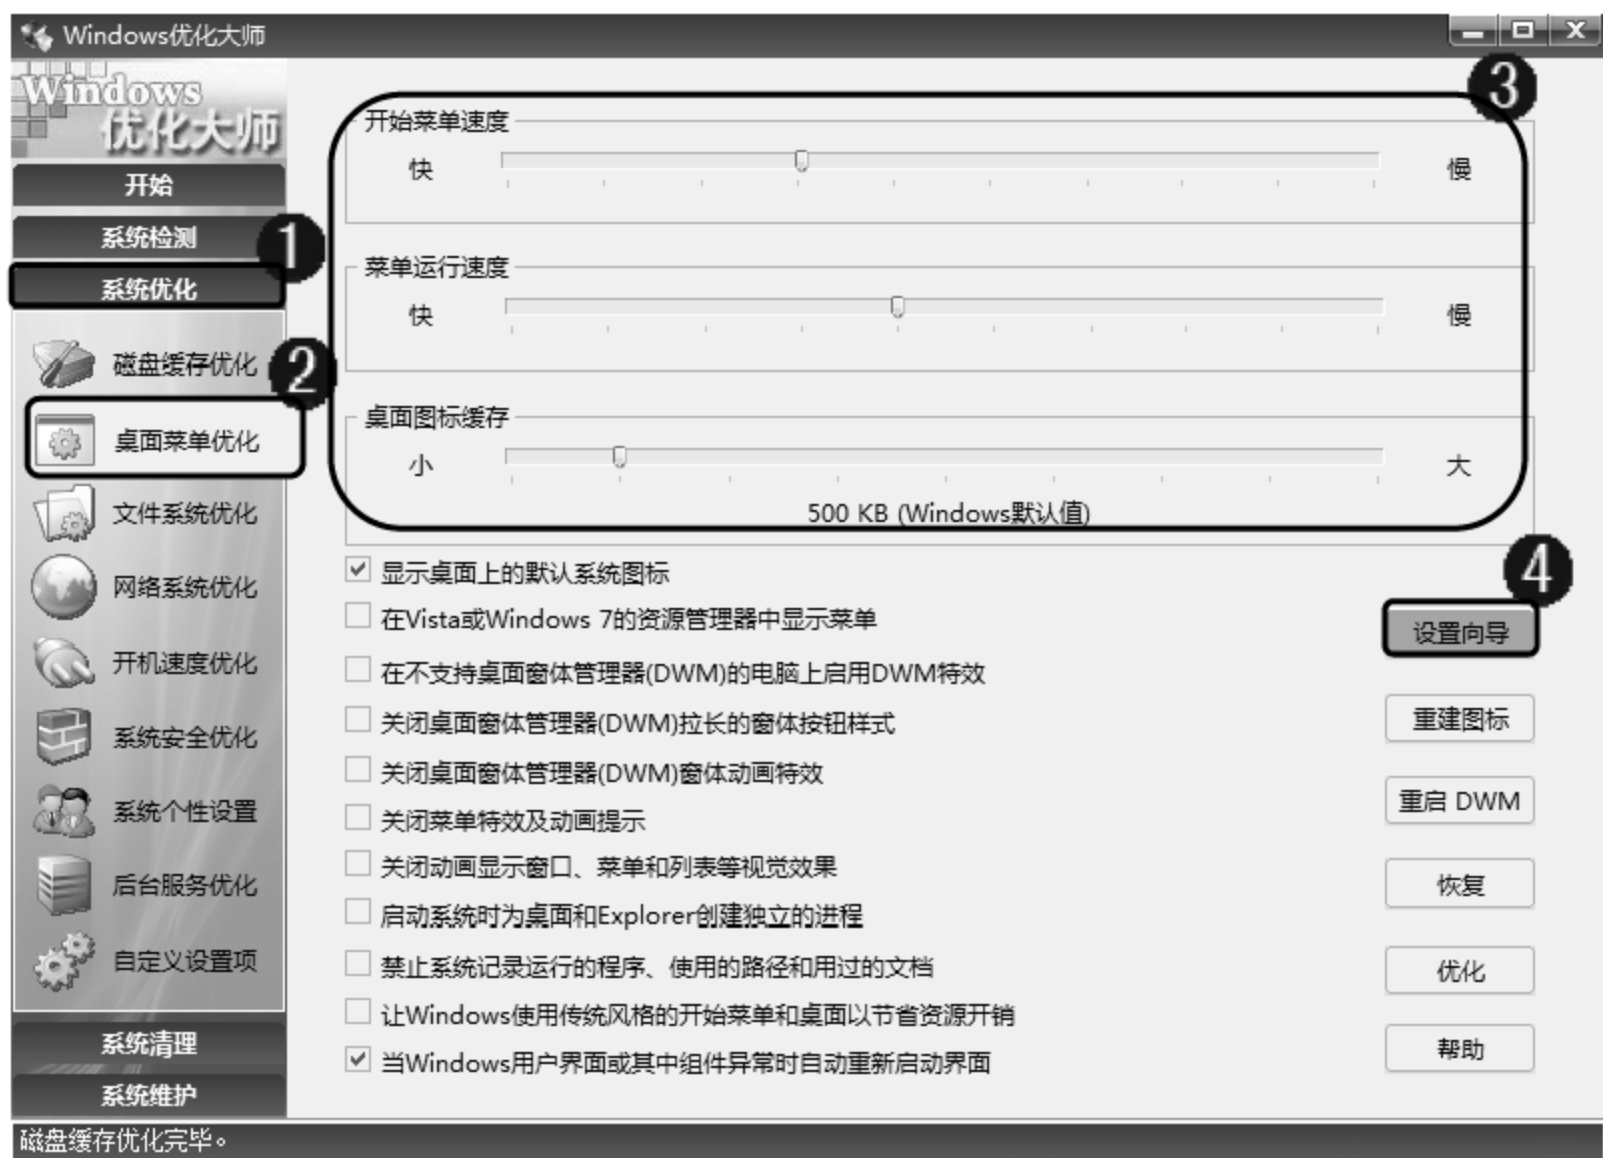 Windows优化大师
Windows
优化大师
开始
系统检测
1
系统优化
磁盘缓存优化
2
桌面菜单优化
文件系统优化
网络系统优化
开机速度优化
系统安全优化
系统个性设置
后台服务优化
自定义设置项
系统清理
系统维护
3
开始菜单速度
快 慢
菜单运行速度
快 慢
桌面图标缓存
小 大
500 KB (Windows默认值)
显示桌面上的默认系统图标
在Vista或Windows 7的资源管理器中显示菜单
在不支持桌面窗体管理器(DWM)的电脑上启用DWM特效
关闭桌面窗体管理器(DWM)拉长的窗体按钮样式
关闭桌面窗体管理器(DWM)窗体动画特效
关闭菜单特效及动画提示
关闭动画显示窗口、菜单和列表等视觉效果
启动系统时为桌面和Explorer创建独立的进程
禁止系统记录运行的程序、使用的路径和用过的文档
让Windows使用传统风格的开始菜单和桌面以节省资源开销
当Windows用户界面或其中组件异常时自动重新启动界面
4
设置向导
重建图标
重启 DWM
恢复
优化
帮助
磁盘缓存优化完毕。